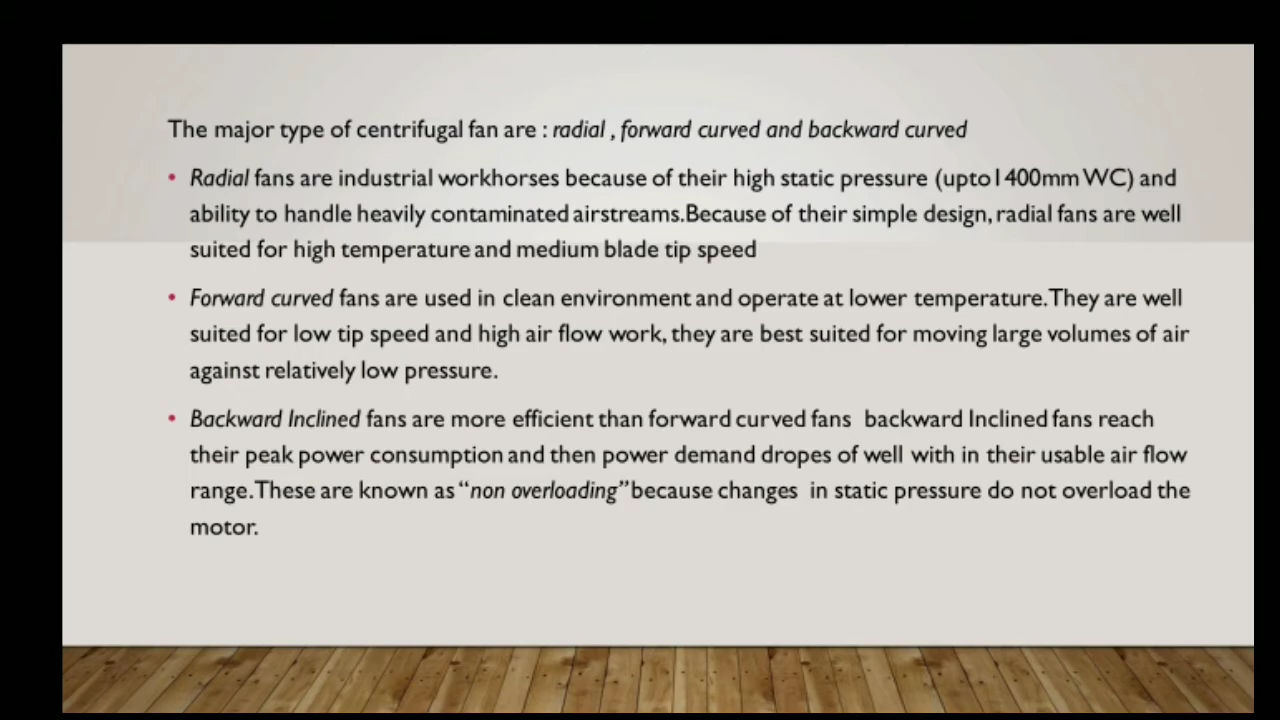 The major type of centrifugal fan are : radial , forward curved and backward curved
• Radial fans are industrial workhorses because of their high static pressure (upto1400mm WC) and
ability to handle heavily contaminated airstreams.Because of their simple design, radial fans are well
suited for high temperature and medium blade tip speed
• Forward curved fans are used in clean environment and operate at lower temperature.They are well
suited for low tip speed and high air flow work, they are best suited for moving large volumes of air
against relatively low pressure.
• Backward Inclined fans are more efficient than forward curved fans backward Inclined fans reach
their peak power consumption and then power demand dropes of well with in their usable air flow
range.These are known as “non overloading”because changes in static pressure do not overload the
motor.